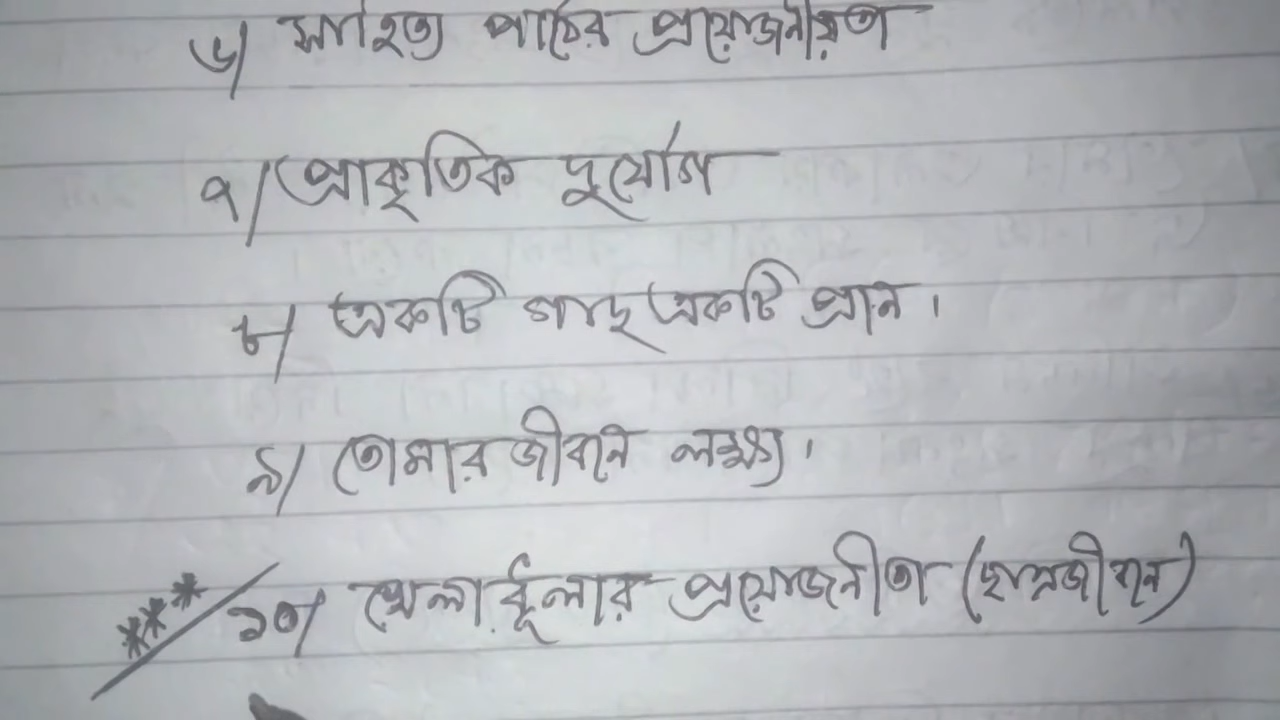 ৬/ সাহিত্য পাঠের প্রয়োজনীয়তা
৭/ প্রাকৃতিক দুর্যোগ
৮/ একটি গাছ একটি প্রান।
৯/ তোমার জীবনে লক্ষ্য।
*** ১০/ খেলার্ধূলার প্রয়োজনীতা (ছাত্রজীবনে)